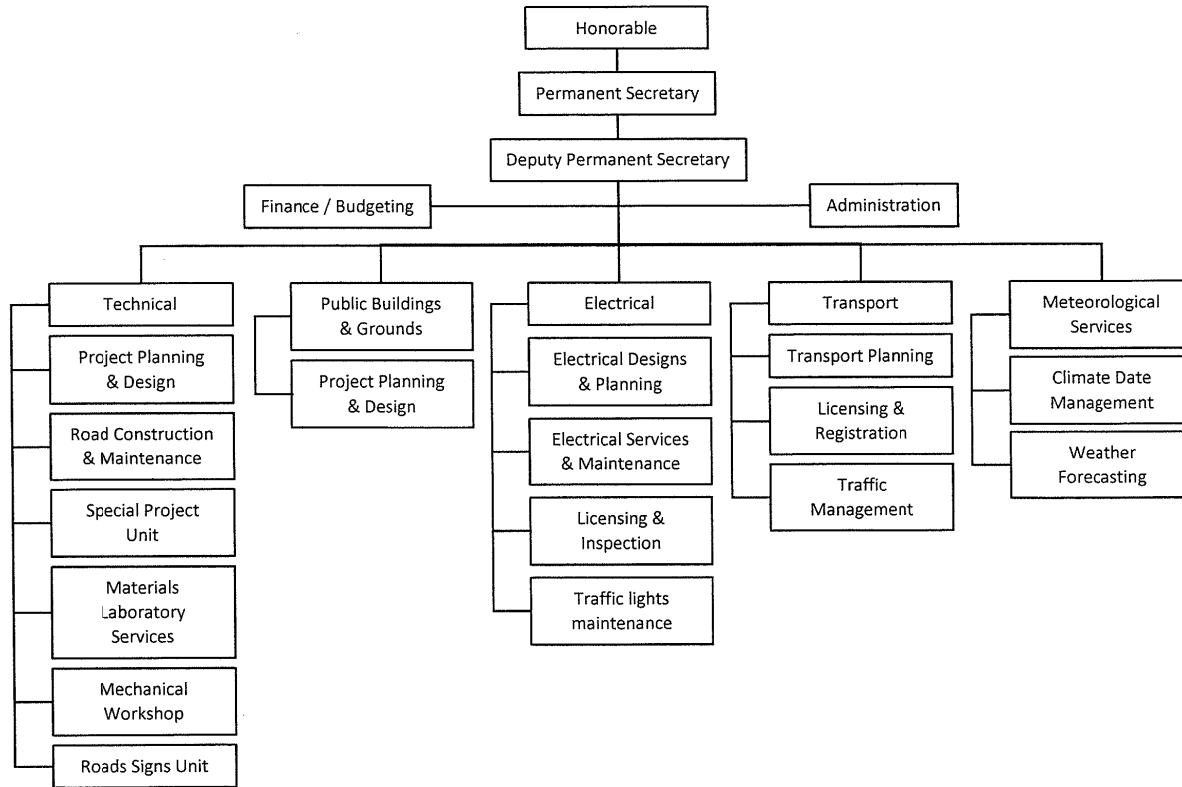 Honorable
Permanent Secretary
Deputy Permanent Secretary
Finance / Budgeting
Administration
Technical
Project Planning
& Design
Road Construction
& Maintenance
Special Project
Unit
Materials
Laboratory
Services
Mechanical
Workshop
Roads Signs Unit
Public Buildings
& Grounds
Project Planning
& Design
Electrical
Electrical Designs
& Planning
Electrical Services
& Maintenance
Licensing &
Inspection
Traffic lights
maintenance
Transport
Transport Planning
Licensing &
Registration
Traffic
Management
Meteorological
Services
Climate Date
Management
Weather
Forecasting